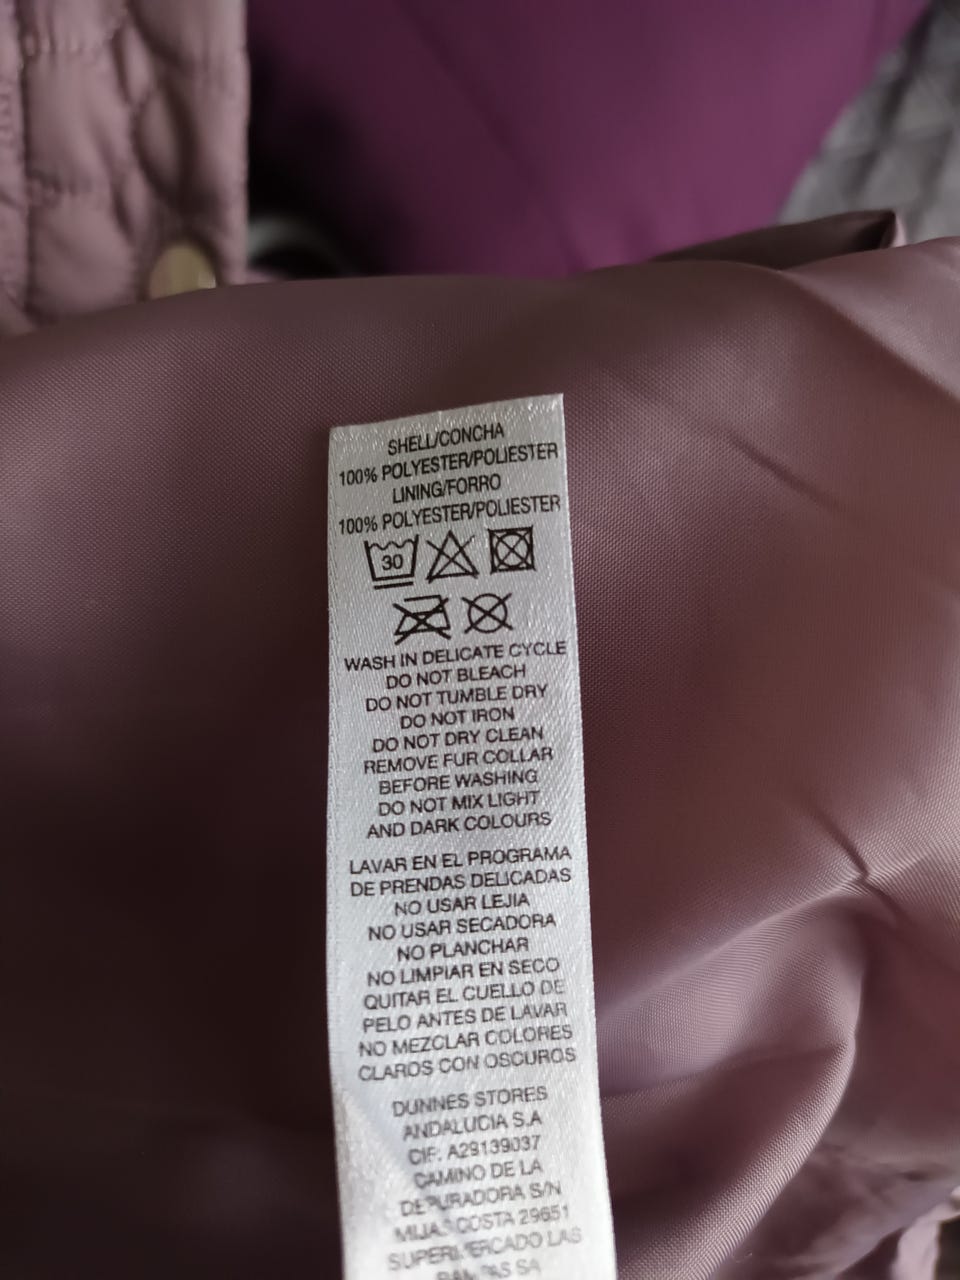 SHELL/CONCHA
100% POLYESTER/POLIESTER
LINING/FORRO
100% POLYESTER/POLIESTER
30
WASH IN DELICATE CYCLE
DO NOT BLEACH
DO NOT TUMBLE DRY
DO NOT IRON
DO NOT DRY CLEAN
REMOVE FUR COLLAR
BEFORE WASHING
DO NOT MIX LIGHT
AND DARK COLOURS
LAVAR EN EL PROGRAMA
DE PRENDAS DELICADAS
NO USAR LEJIA
NO USAR SECADORA
NO PLANCHAR
NO LIMPIAR EN SECO
QUITAR EL CUELLO DE
PELO ANTES DE LAVAR
NO MEZCLAR COLORES
CLAROS CON OSCUROS
DUNNES STORES
ANDALUCIA S.A
CIF: A29139037
CAMINO DE LA
DEPURADORA S/N
MIJAS COSTA 29651
SUPERMERCADO LAS
SA